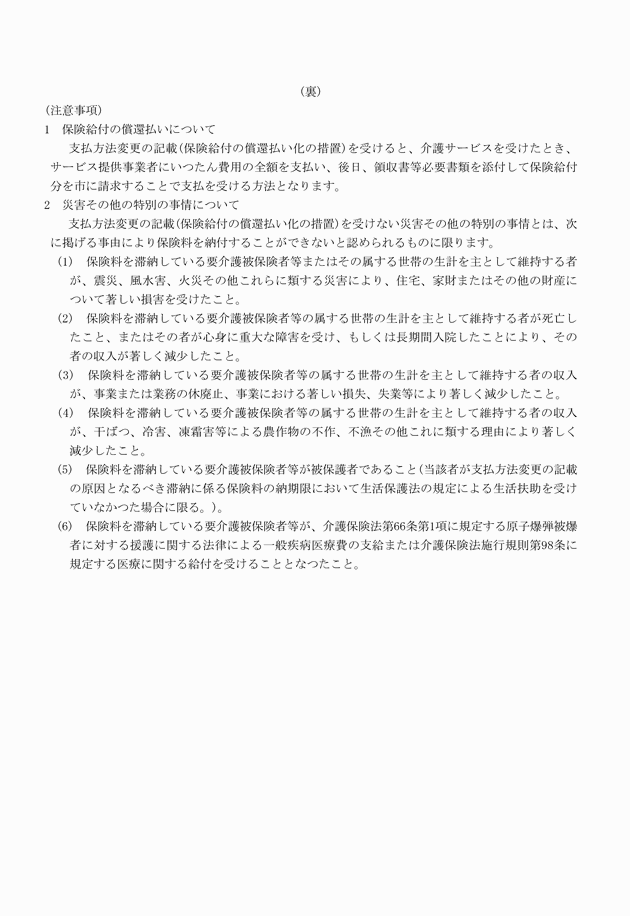 (裏)
(注意事項)
1　保険給付の償還払いについて
支払方法変更の記載(保険給付の償還払い化の措置)を受けると、介護サービスを受けたとき、
サービス提供事業者にいつたん費用の全額を支払い、後日、領収書等必要書類を添付して保険給付
分を市に請求することで支払を受ける方法となります。
2　災害その他の特別の事情について
支払方法変更の記載(保険給付の償還払い化の措置)を受けない災害その他の特別の事情とは、次
に掲げる事由により保険料を納付することができないと認められるものに限ります。
(1)　保険料を滞納している要介護被保険者等またはその属する世帯の生計を主として維持する者
が、震災、風水害、火災その他これらに類する災害により、住宅、家財またはその他の財産に
ついて著しい損害を受けたこと。
(2)　保険料を滞納している要介護被保険者等の属する世帯の生計を主として維持する者が死亡し
たこと、またはその者が心身に重大な障害を受け、もしくは長期間入院したことにより、その
者の収入が著しく減少したこと。
(3)　保険料を滞納している要介護被保険者等の属する世帯の生計を主として維持する者の収入
が、事業または業務の休廃止、事業における著しい損失、失業等により著しく減少したこと。
(4)　保険料を滞納している要介護被保険者等の属する世帯の生計を主として維持する者の収入
が、干ばつ、冷害、凍霜害等による農作物の不作、不漁その他これに類する理由により著しく
減少したこと。
(5)　保険料を滞納している要介護被保険者等が被保護者であること(当該者が支払方法変更の記載
の原因となるべき滞納に係る保険料の納期限において生活保護法の規定による生活扶助を受け
ていなかつた場合に限る。)。
(6)　保険料を滞納している要介護被保険者等が、介護保険法第66条第1項に規定する原子爆弾被爆
者に対する援護に関する法律による一般疾病医療費の支給または介護保険法施行規則第98条に
規定する医療に関する給付を受けることとなつたこと。